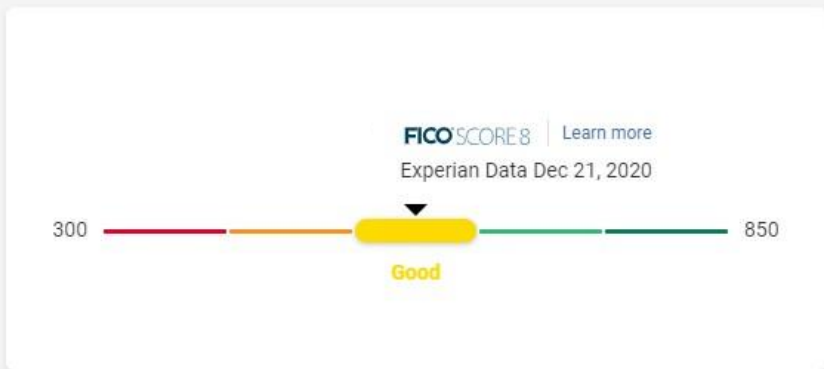 FICO SCORE 8 Learn more
Experian Data Dec 21, 2020
300 850
Good